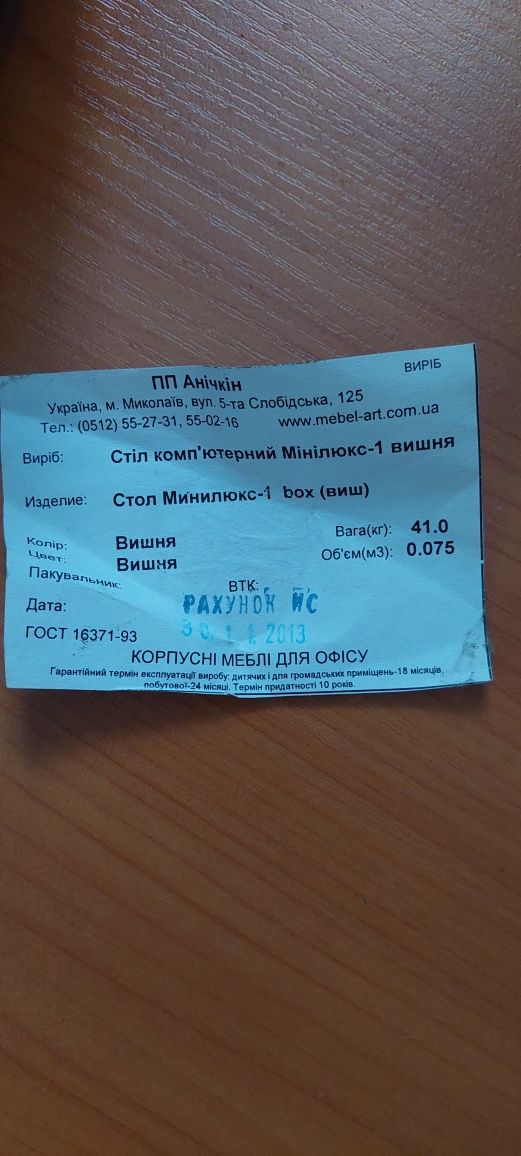 ВИРІБ
ПП Анічкін
Україна, м. Миколаїв, вул. 5-та Слобідська, 125
Тел.: (0512) 55-27-31, 55-02-16 www.mebel-art.com.ua
Виріб: Стіл комп'ютерний Мінілюкс-1 вишня
Изделие: Стол Минилюкс-1 box (виш)
Колір: Вишня Вага(кг): 41.0
Цвет: Вишня Об'єм(м3): 0.075
Пакувальник: ВТК:
РАХУНОК
Дата: 2013
ГОСТ 16371-93
КОРПУСНІ МЕБЛІ ДЛЯ ОФІСУ
Гарантійний термін експлуатації виробу: дитячих і для громадських приміщень-18 місяців,
побутової-24 місяці. Термін придатності 10 років.